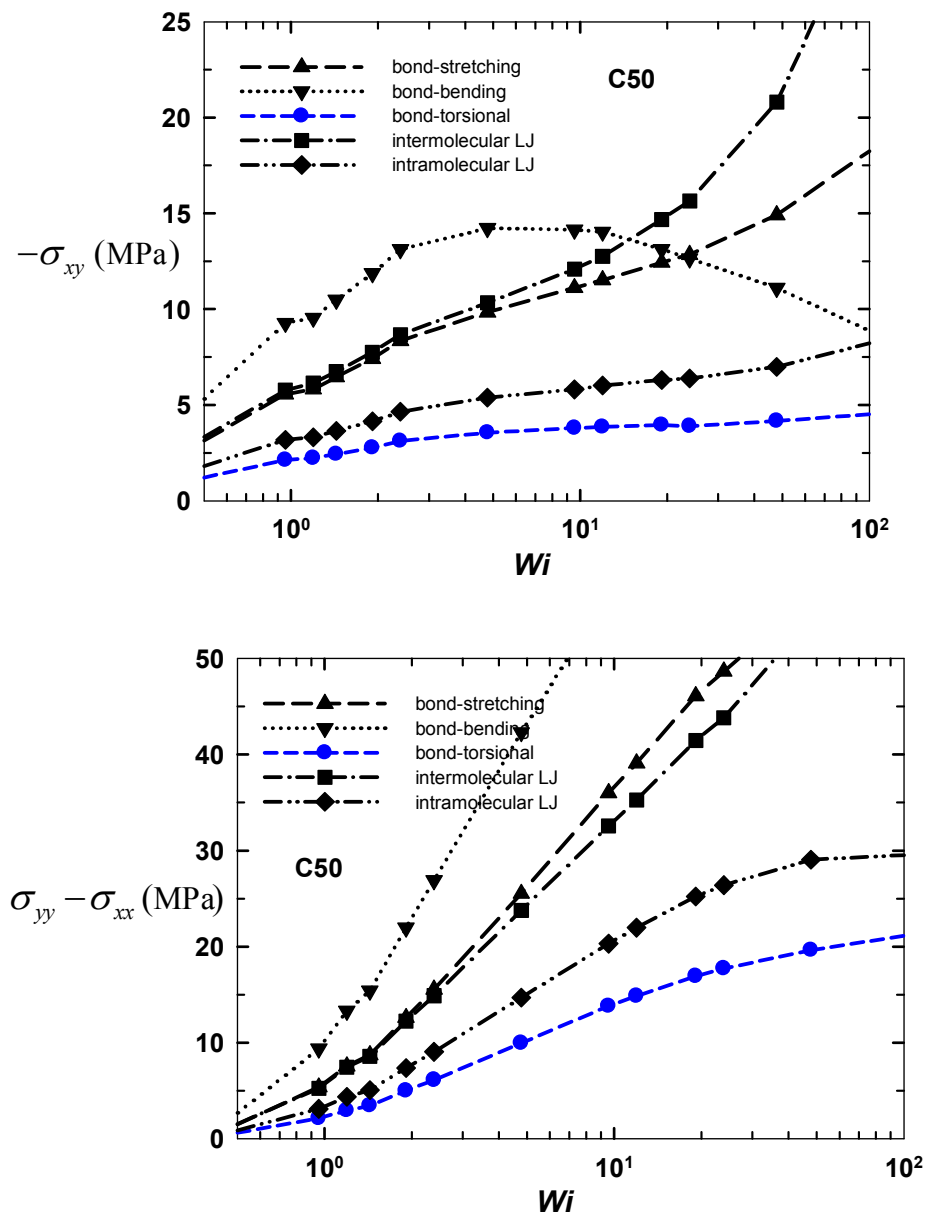 25
bond-stretching
C50
bond-bending
20
bond-torsional
intermolecular LJ
intramolecular LJ
15
−σxy (MPa)
10
5
0
10⁰ 10¹ 10²
Wi
50
bond-stretching
bond-bending
40
bond-torsional
intermolecular LJ
intramolecular LJ
30
C50
σyy − σxx (MPa)
20
10
0
10⁰ 10¹ 10²
Wi